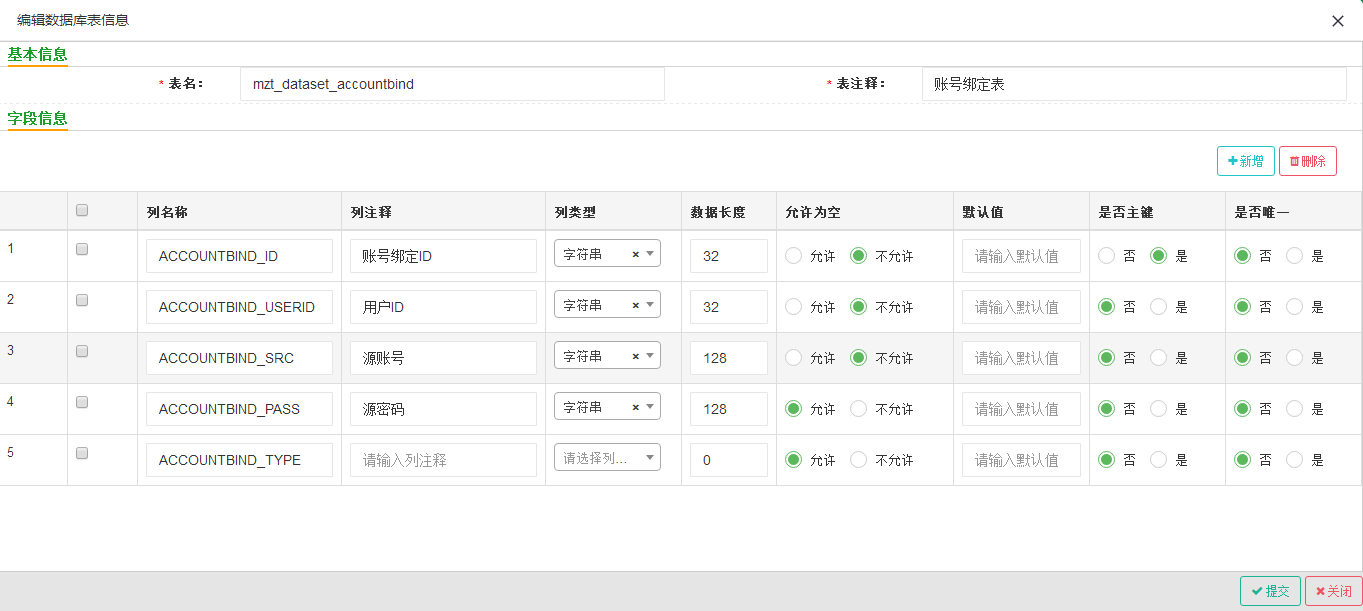 编辑数据库表信息
基本信息
* 表名： mzt_dataset_accountbind * 表注释： 账号绑定表
字段信息
新增 删除
列名称 列注释 列类型 数据长度 允许为空 默认值 是否主键 是否唯一
1 ACCOUNTBIND_ID 账号绑定ID 字符串 × 32 允许 不允许 请输入默认值 否 是 否 是
2 ACCOUNTBIND_USERID 用户ID 字符串 × 32 允许 不允许 请输入默认值 否 是 否 是
3 ACCOUNTBIND_SRC 源账号 字符串 × 128 允许 不允许 请输入默认值 否 是 否 是
4 ACCOUNTBIND_PASS 源密码 字符串 × 128 允许 不允许 请输入默认值 否 是 否 是
5 ACCOUNTBIND_TYPE 请输入列注释 请选择列... 0 允许 不允许 请输入默认值 否 是 否 是
提交 关闭